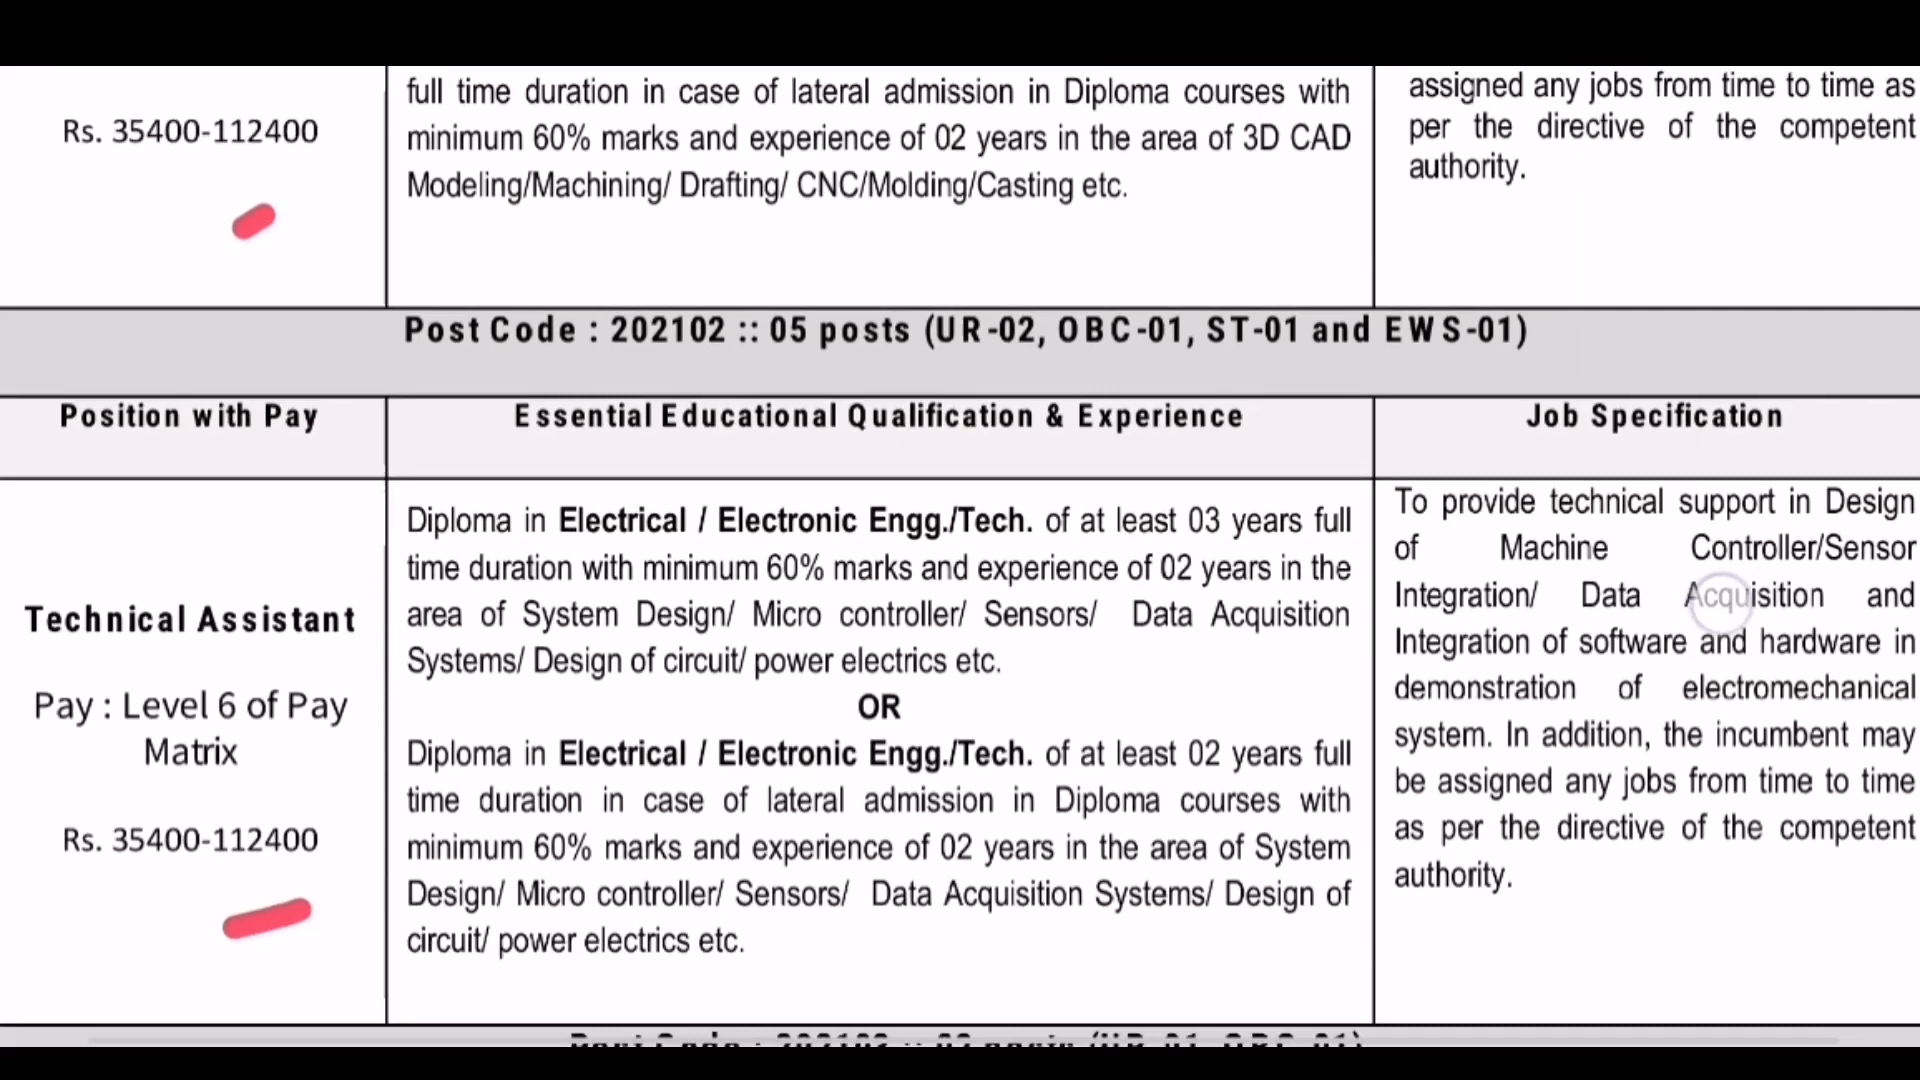 Rs. 35400-112400
full time duration in case of lateral admission in Diploma courses with
minimum 60% marks and experience of 02 years in the area of 3D CAD
Modeling/Machining/ Drafting/ CNC/Molding/Casting etc.
assigned any jobs from time to time as
per the directive of the competent
authority.
Post Code : 202102 :: 05 posts (UR-02, OBC-01, ST-01 and EWS-01)
Position with Pay
Essential Educational Qualification & Experience
Job Specification
Technical Assistant
Pay : Level 6 of Pay
Matrix
Rs. 35400-112400
Diploma in Electrical / Electronic Engg./Tech. of at least 03 years full
time duration with minimum 60% marks and experience of 02 years in the
area of System Design/ Micro controller/ Sensors/ Data Acquisition
Systems/ Design of circuit/ power electrics etc.
OR
Diploma in Electrical / Electronic Engg./Tech. of at least 02 years full
time duration in case of lateral admission in Diploma courses with
minimum 60% marks and experience of 02 years in the area of System
Design/ Micro controller/ Sensors/ Data Acquisition Systems/ Design of
circuit/ power electrics etc.
To provide technical support in Design
of Machine Controller/Sensor
Integration/ Data Acquisition and
Integration of software and hardware in
demonstration of electromechanical
system. In addition, the incumbent may
be assigned any jobs from time to time
as per the directive of the competent
authority.